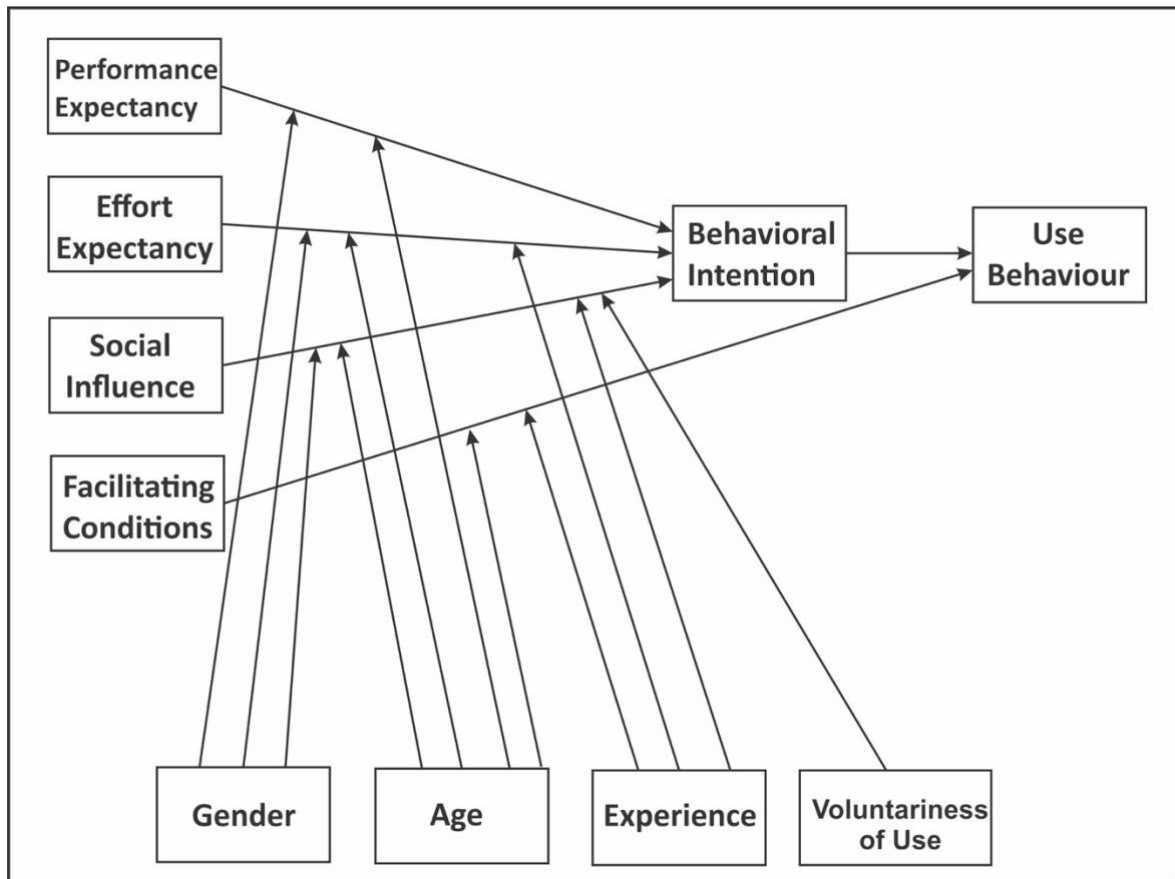 Performance
Expectancy
Effort
Expectancy
Social
Influence
Facilitating
Conditions
Behavioral
Intention
Use
Behaviour
Gender
Age
Experience
Voluntariness
of Use